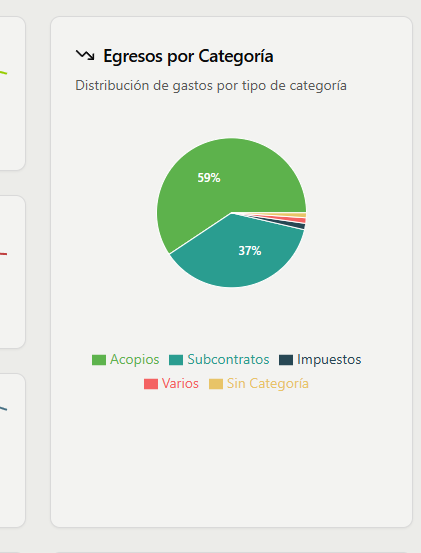 Egresos por Categoría
Distribución de gastos por tipo de categoría
59%
37%
Acopios Subcontratos Impuestos
Varios Sin Categoría